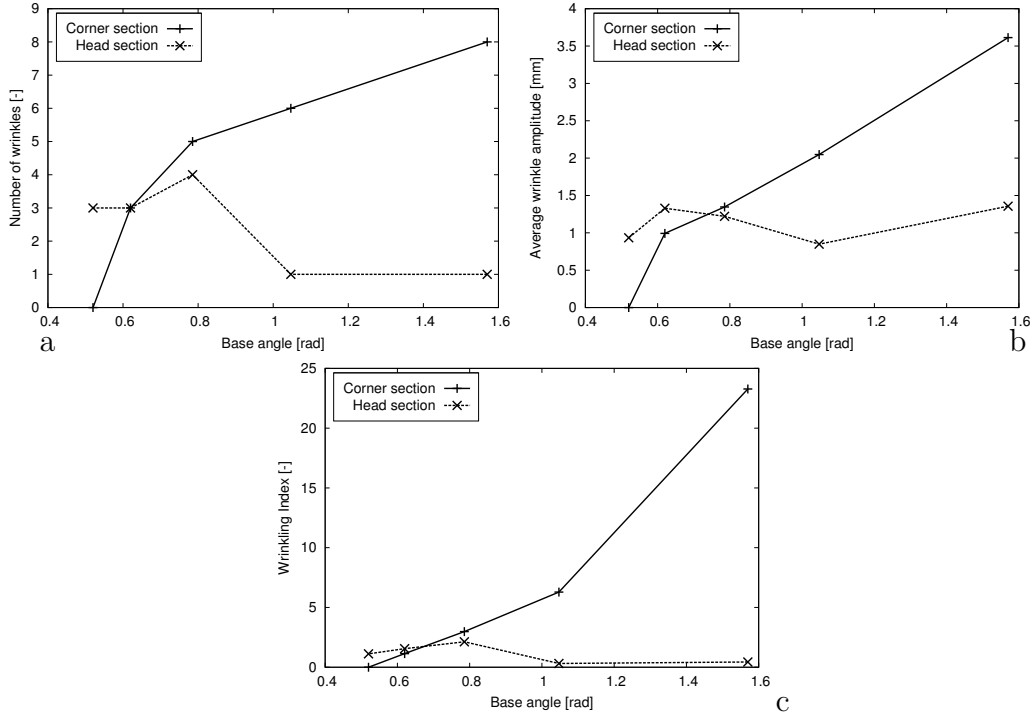 9
8
7
6
5
4
3
2
1
0
Number of wrinkles [-]
Corner section
Head section
0.4 0.6 0.8 1 1.2 1.4 1.6
Base angle [rad]
a
4
3.5
3
2.5
2
1.5
1
0.5
0
Average wrinkle amplitude [mm]
Corner section
Head section
0.4 0.6 0.8 1 1.2 1.4 1.6
Base angle [rad]
b
25
20
15
10
5
0
Wrinkling Index [-]
Corner section
Head section
0.4 0.6 0.8 1 1.2 1.4 1.6
Base angle [rad]
c